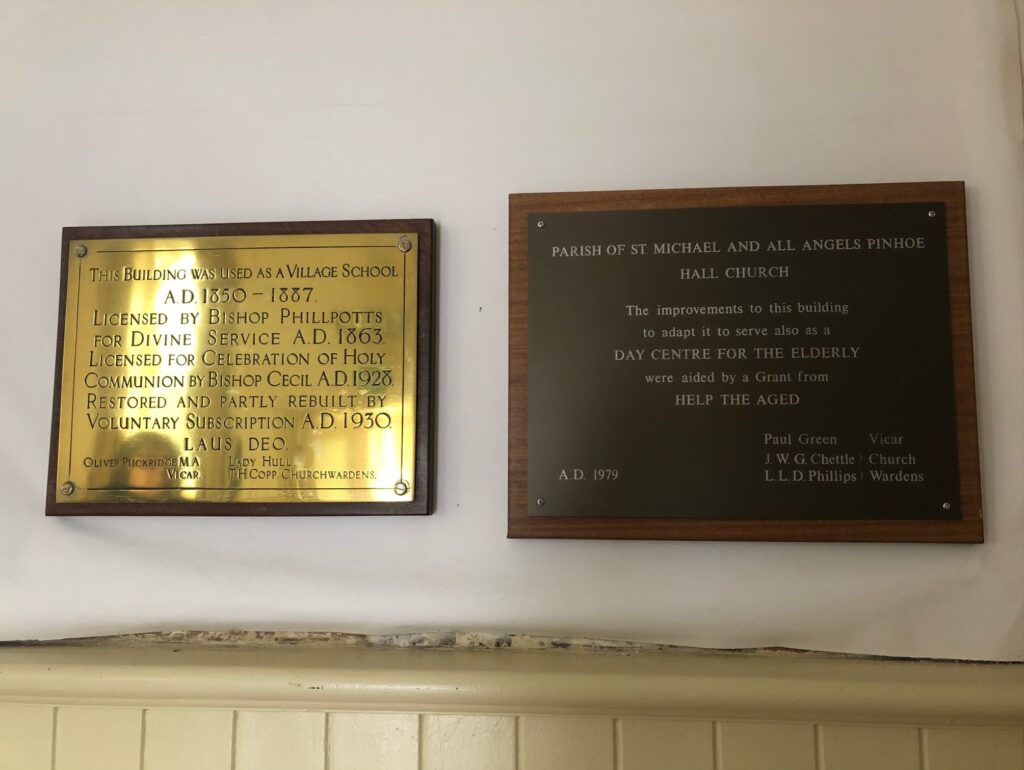 THIS BUILDING WAS USED AS A VILLAGE SCHOOL
A.D. 1850 – 1887.
LICENSED BY BISHOP PHILLPOTTS
FOR DIVINE SERVICE A.D. 1863.
LICENSED FOR CELEBRATION OF HOLY
COMMUNION BY BISHOP CECIL A.D. 1928.
RESTORED AND PARTLY REBUILT BY
VOLUNTARY SUBSCRIPTION A.D. 1930.
LAUS DEO.
OLIVER PUCKRIDGE M.A. LADY HULL.
VICAR. T.H. COPP. CHURCHWARDENS.
PARISH OF ST. MICHAEL AND ALL ANGELS. PINHOE
HALL CHURCH
The improvements to this building
to adapt it to serve also as a
DAY CENTRE FOR THE ELDERLY
were aided by a Grant from
HELP THE AGED
Paul Green Vicar
J.W.G. Chettle ) Church
A.D. 1979 L.L.D. Phillips ) Wardens